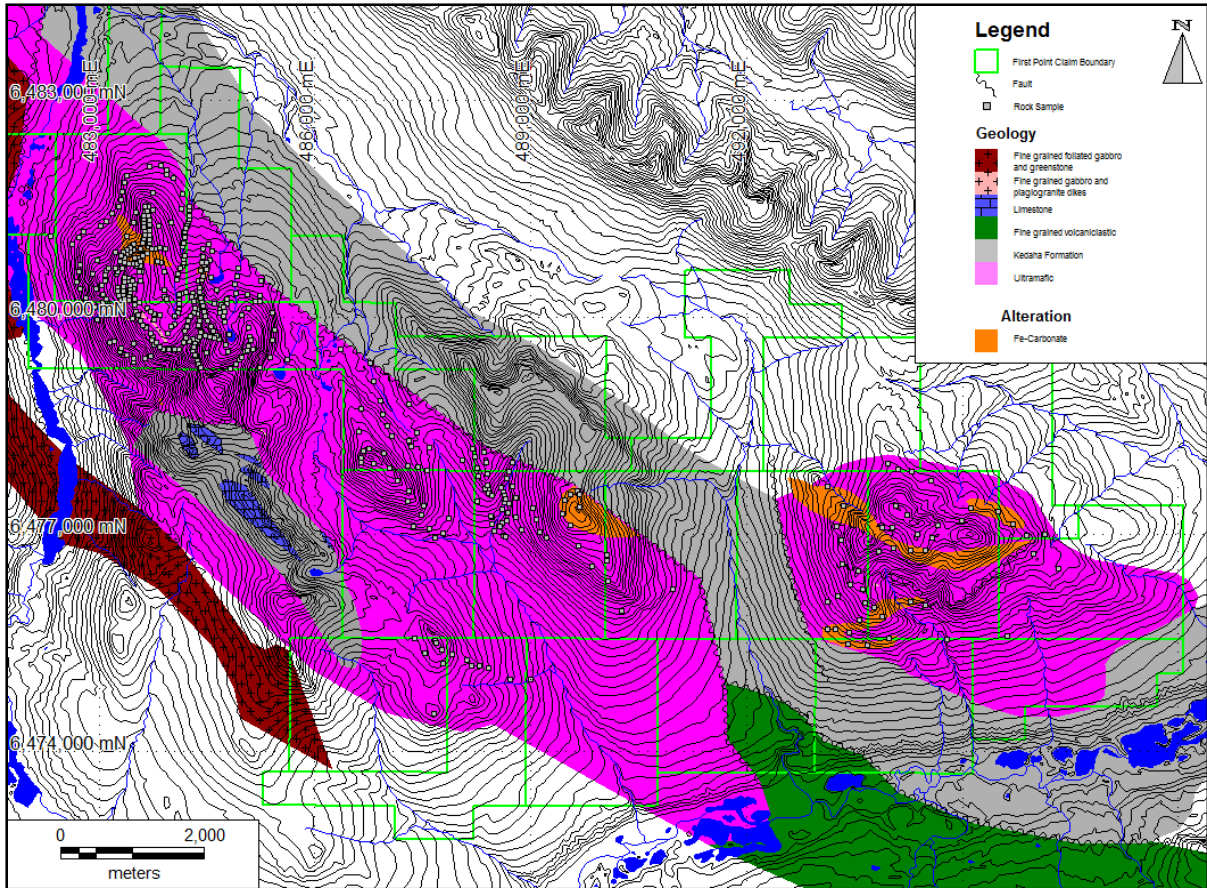 Legend
N
First Point Claim Boundary
Fault
Rock Sample
Geology
Fine grained foliated gabbro
and greenstone
Fine grained gabbro and
plagiogranite dikes
Limestone
Fine grained volcaniclastic
Kedaha Formation
Ultramafic
Alteration
Fe-Carbonate
483,000 mE
486,000 mE
489,000 mE
492,000 mE
6,483,000 mN
6,480,000 mN
6,477,000 mN
6,474,000 mN
0 2,000
meters